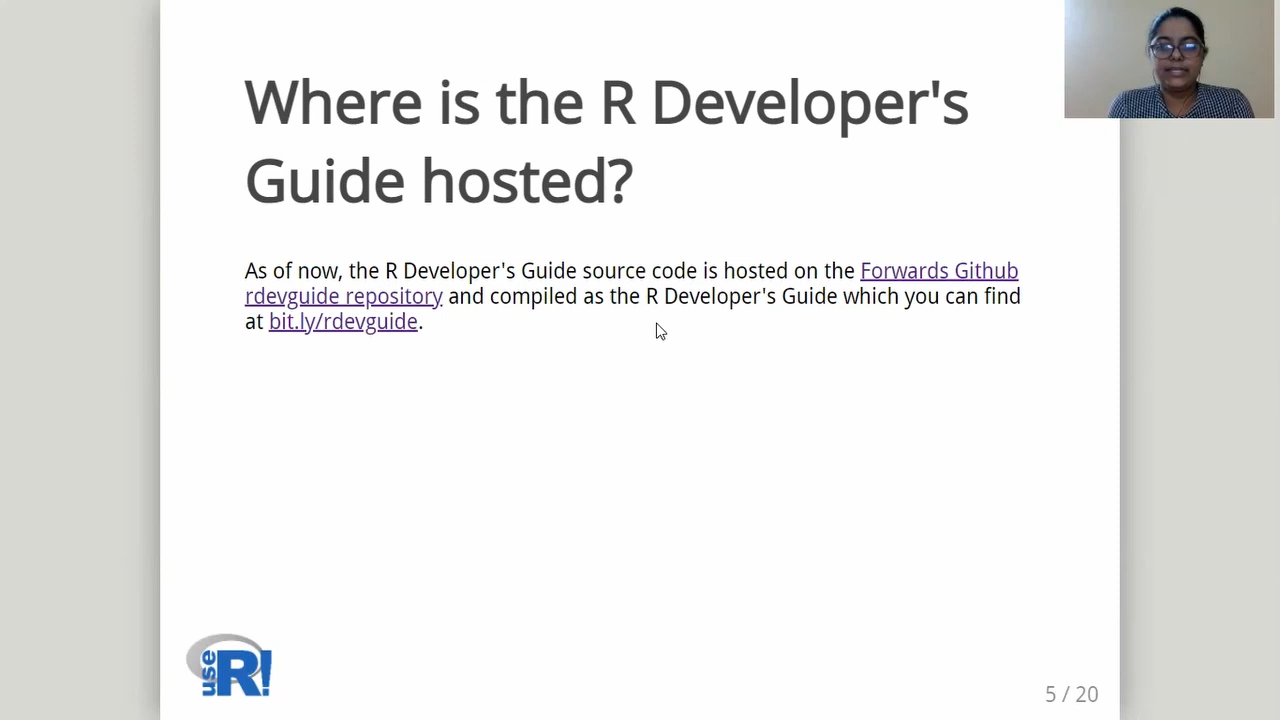 Where is the R Developer's
Guide hosted?
As of now, the R Developer's Guide source code is hosted on the Forwards Github
rdevguide repository and compiled as the R Developer's Guide which you can find
at bit.ly/rdevguide.
use R!
5 / 20